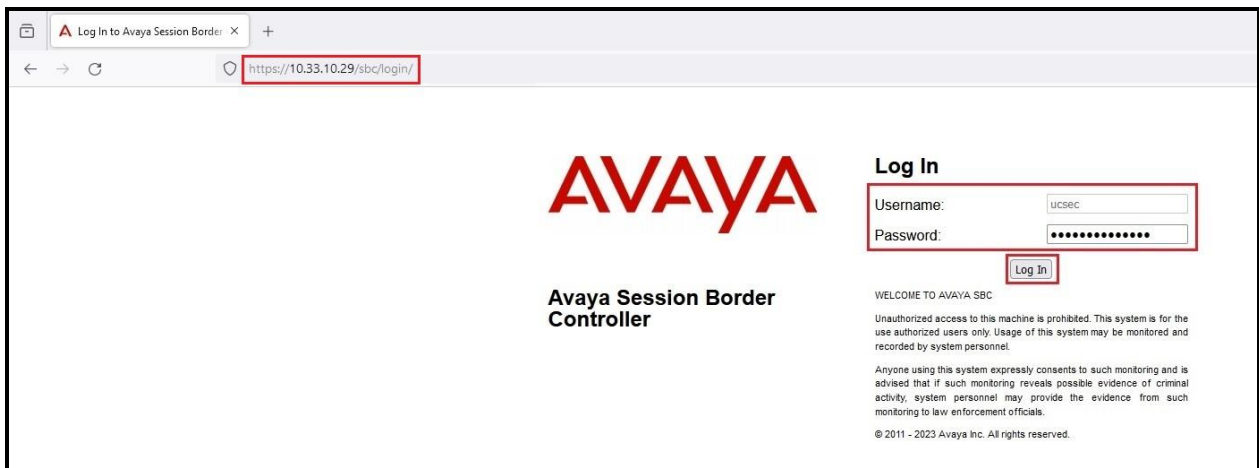 Log In to Avaya Session Border
https://10.33.10.29/sbc/login/
AVAYA
Avaya Session Border
Controller
Log In
Username: ucsec
Password: ••••••••••••••
Log In
WELCOME TO AVAYA SBC
Unauthorized access to this machine is prohibited. This system is for the
use authorized users only. Usage of this system may be monitored and
recorded by system personnel.
Anyone using this system expressly consents to such monitoring and is
advised that if such monitoring reveals possible evidence of criminal
activity, system personnel may provide the evidence from such
monitoring to law enforcement officials.
© 2011 - 2023 Avaya Inc. All rights reserved.